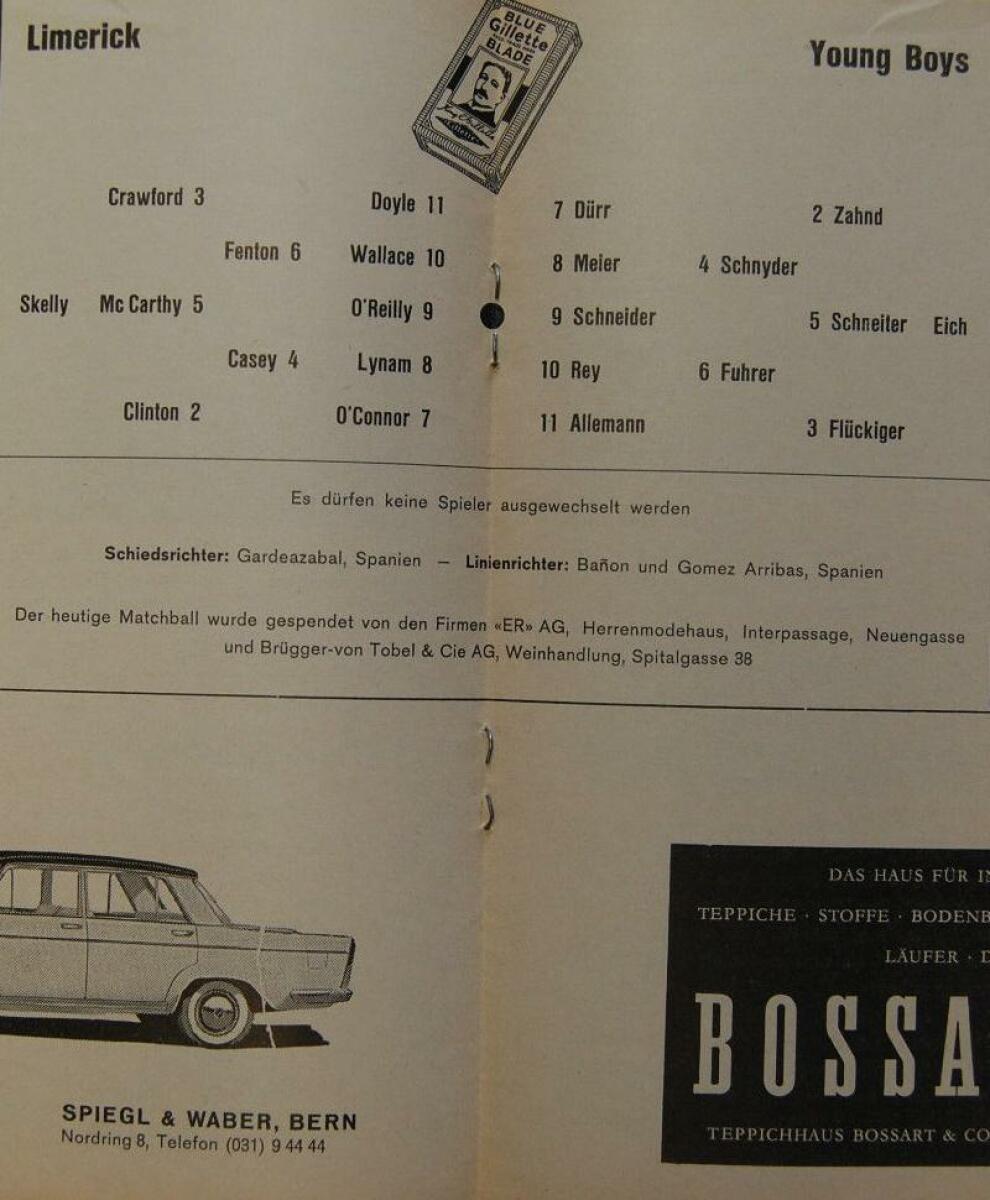 Limerick
Young Boys
BLUE
Gillette
BLADE
Gillette
Crawford 3
Doyle 11
7 Dürr
2 Zahnd
Fenton 6
Wallace 10
8 Meier
4 Schnyder
Skelly
Mc Carthy 5
O'Reilly 9
9 Schneider
5 Schneiter
Eich
Casey 4
Lynam 8
10 Rey
6 Fuhrer
Clinton 2
O'Connor 7
11 Allemann
3 Flückiger
Es dürfen keine Spieler ausgewechselt werden
Schiedsrichter: Gardeazabal, Spanien — Linienrichter: Bañon und Gomez Arribas, Spanien
Der heutige Matchball wurde gespendet von den Firmen «ER» AG, Herrenmodehaus, Interpassage, Neuengasse
und Brügger-von Tobel & Cie AG, Weinhandlung, Spitalgasse 38
DAS HAUS FÜR IN
TEPPICHE · STOFFE · BODENB
LÄUFER · D
BOSSA
TEPPICHHAUS BOSSART & CO
SPIEGL & WABER, BERN
Nordring 8, Telefon (031) 9 44 44